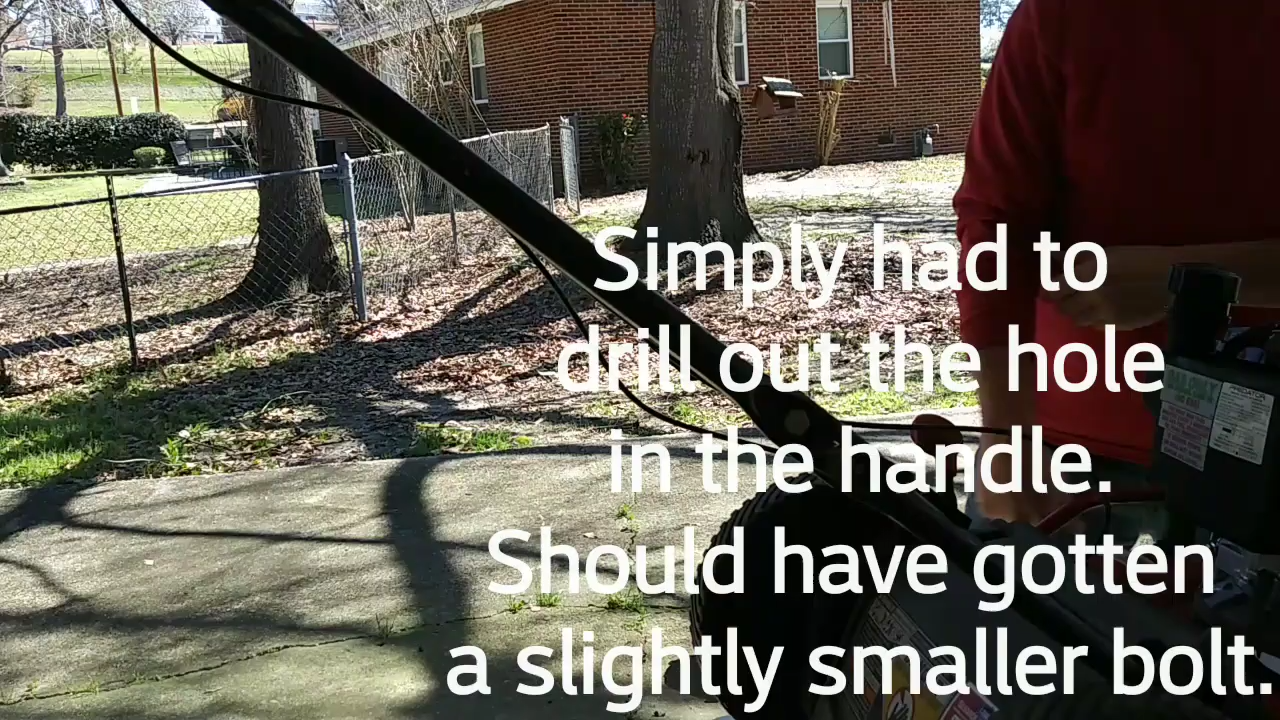 Simply had to
drill out the hole
in the handle.
Should have gotten
a slightly smaller bolt.